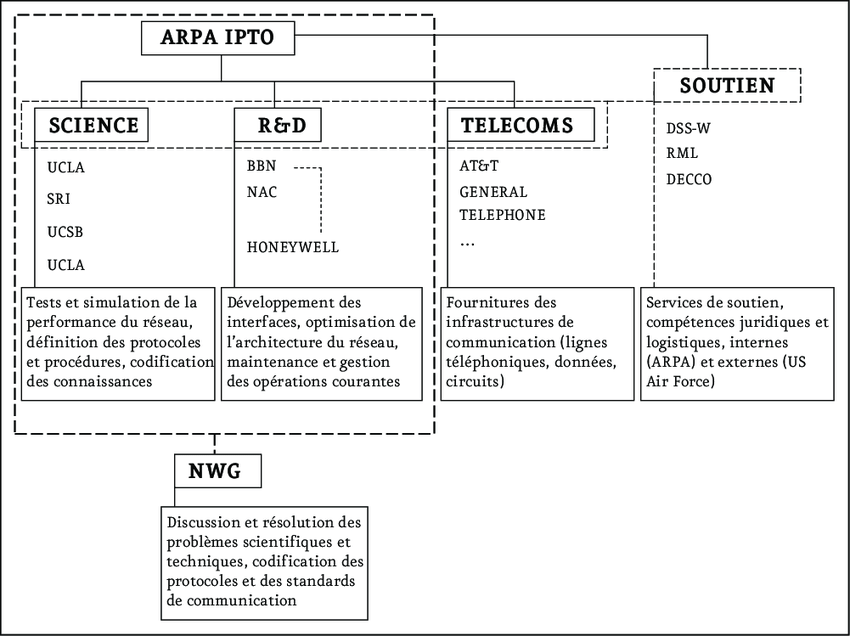 ARPA IPTO
SOUTIEN
SCIENCE
R&D
TELECOMS
UCLA
SRI
UCSB
UCLA
BBN
NAC
HONEYWELL
AT&T
GENERAL
TELEPHONE
...
DSS-W
RML
DECCO
Tests et simulation de la
performance du réseau,
définition des protocoles
et procédures, codification
des connaissances
Développement des
interfaces, optimisation de
l'architecture du réseau,
maintenance et gestion
des opérations courantes
Fournitures des
infrastructures de
communication (lignes
téléphoniques, données,
circuits)
Services de soutien,
compétences juridiques et
logistiques, internes
(ARPA) et externes (US
Air Force)
NWG
Discussion et résolution des
problèmes scientifiques et
techniques, codification des
protocoles et des standards
de communication